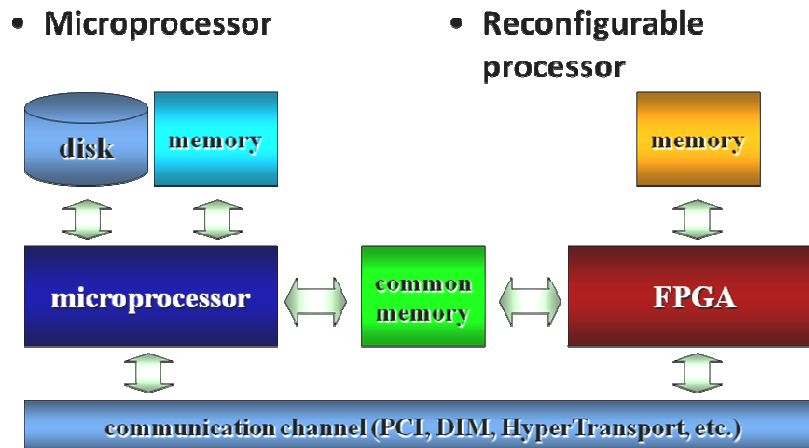 • Microprocessor
• Reconfigurable
processor
disk
memory
memory
microprocessor
common
memory
FPGA
communication channel (PCI, DIM, HyperTransport, etc.)